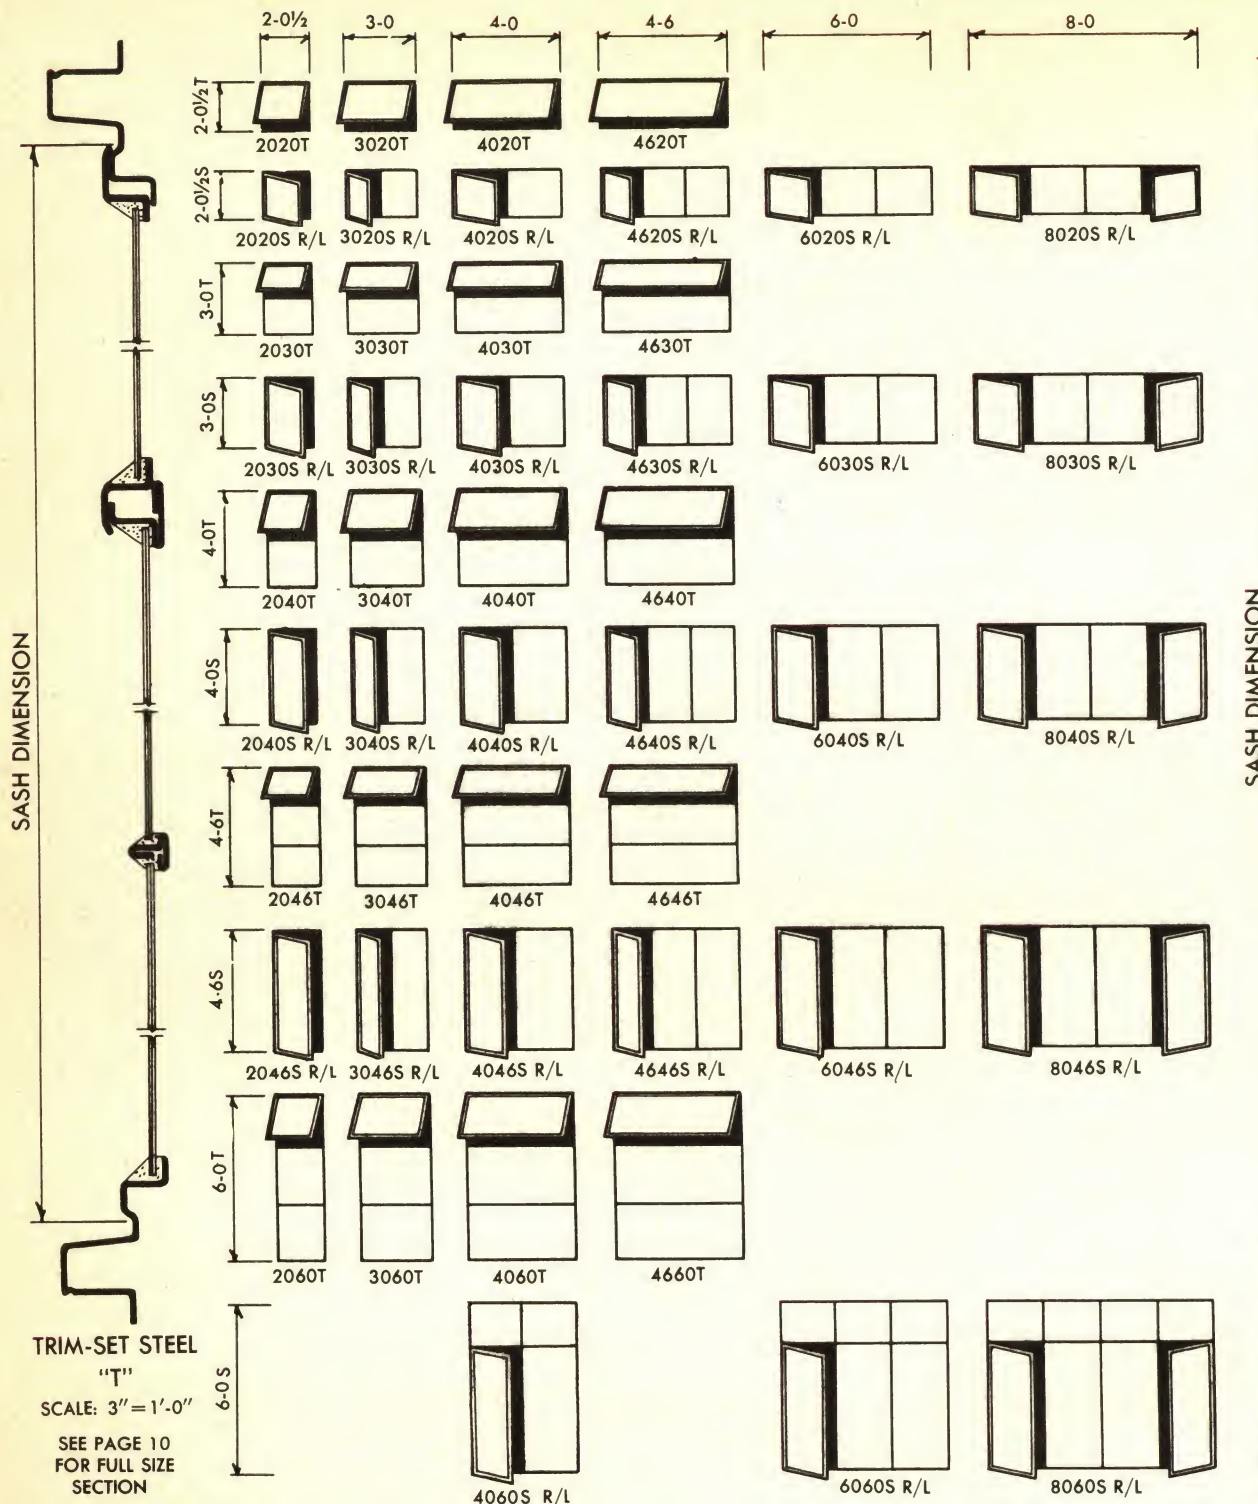 2-0½ 3-0 4-0 4-6 6-0 8-0
2-0½T
2020T 3020T 4020T 4620T
2-0½S
2020S R/L 3020S R/L 4020S R/L 4620S R/L 6020S R/L 8020S R/L
3-0T
2030T 3030T 4030T 4630T
3-0S
2030S R/L 3030S R/L 4030S R/L 4630S R/L 6030S R/L 8030S R/L
4-0T
2040T 3040T 4040T 4640T
4-0S
2040S R/L 3040S R/L 4040S R/L 4640S R/L 6040S R/L 8040S R/L
SASH DIMENSION
SASH DIMENSION
4-6T
2046T 3046T 4046T 4646T
4-6S
2046S R/L 3046S R/L 4046S R/L 4646S R/L 6046S R/L 8046S R/L
6-0T
2060T 3060T 4060T 4660T
6-0S
4060S R/L 6060S R/L 8060S R/L
TRIM-SET STEEL
"T"
SCALE: 3"=1'-0"
SEE PAGE 10
FOR FULL SIZE
SECTION